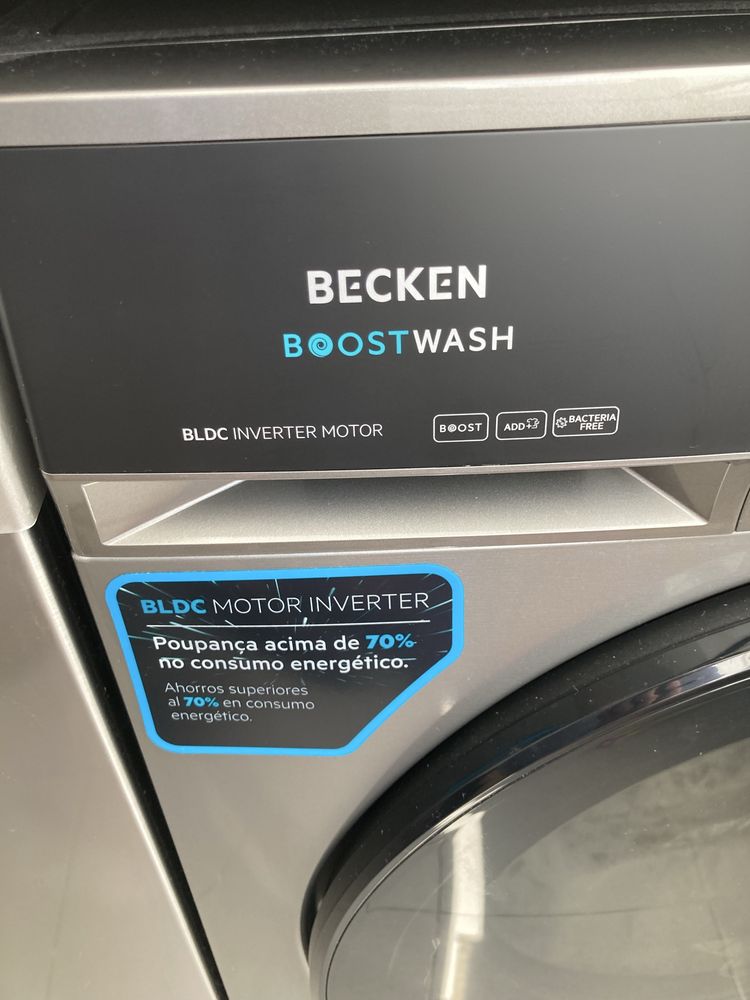 BECKEN
BOOSTWASH
BLDC INVERTER MOTOR
BOOST
ADD+
BACTERIA
FREE
BLDC MOTOR INVERTER
Poupança acima de 70%
no consumo energético.
Ahorros superiores
al 70% en consumo
energético.